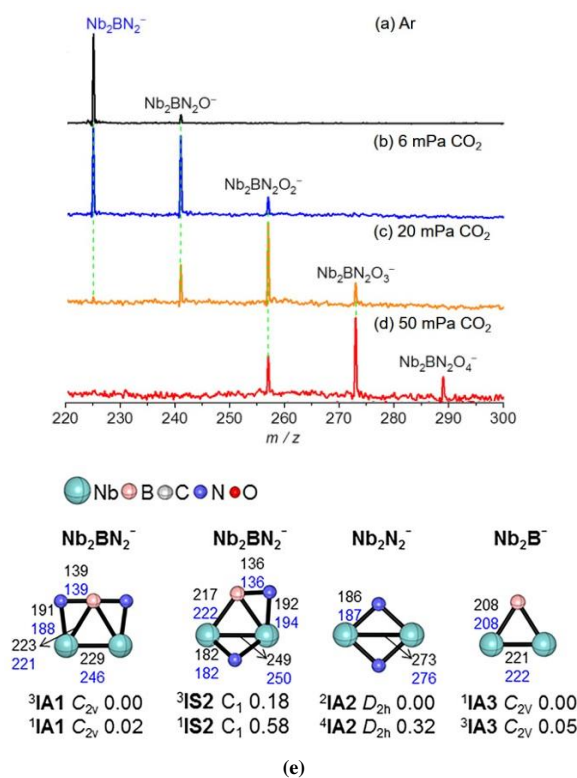 Nb₂BN₂⁻
(a) Ar
Nb₂BN₂O⁻
(b) 6 mPa CO₂
Nb₂BN₂O₂⁻
(c) 20 mPa CO₂
Nb₂BN₂O₃⁻
(d) 50 mPa CO₂
Nb₂BN₂O₄⁻
220 230 240 250 260 270 280 290 300
m / z
Nb B C N O
Nb₂BN₂⁻ Nb₂BN₂⁻ Nb₂N₂⁻ Nb₂B⁻
139
139
191
188
223
221
229
246
136
136
217
222
192
194
182
182
249
250
186
187
273
276
208
208
221
222
³IA1 C₂ᵥ 0.00 ³IS2 C₁ 0.18 ²IA2 D₂ₕ 0.00 ¹IA3 C₂ᵥ 0.00
¹IA1 C₂ᵥ 0.02 ¹IS2 C₁ 0.58 ⁴IA2 D₂ₕ 0.32 ³IA3 C₂ᵥ 0.05
(e)